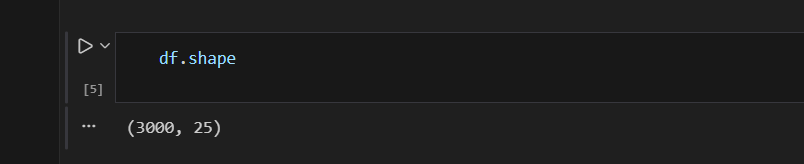 df.shape
[5]
(3000, 25)